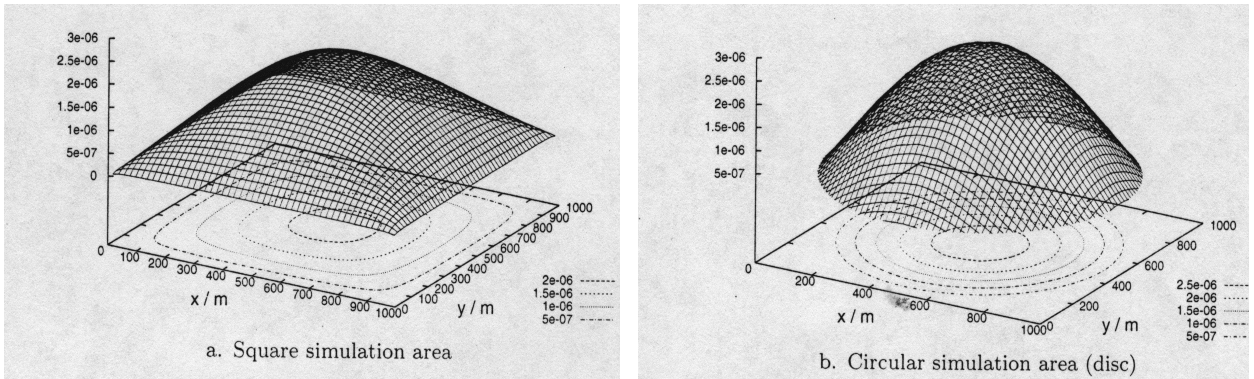 3e-06
2.5e-06
2e-06
1.5e-06
1e-06
5e-07
0
0
100
200
300
400
500
600
700
800
900
1000
x / m
0
100
200
300
400
500
600
700
800
900
1000
y / m
2e-06
1.5e-06
1e-06
5e-07
a. Square simulation area
3e-06
2.5e-06
2e-06
1.5e-06
1e-06
5e-07
0
200
400
600
800
1000
x / m
0
200
400
600
800
1000
y / m
2.5e-06
2e-06
1.5e-06
1e-06
5e-07
b. Circular simulation area (disc)